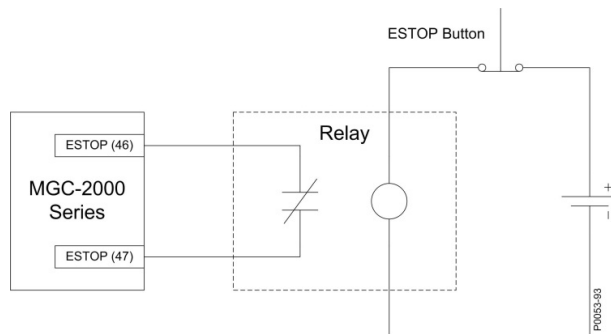 ESTOP Button
Relay
ESTOP (46)
MGC-2000
Series
ESTOP (47)
+
−
P0053-93